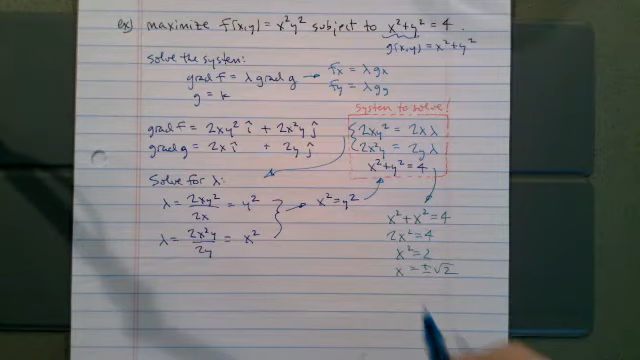 ex) maximize f(x,y) = x²y² subject to x²+y² = 4.
g(x,y) = x²+y²
solve the system:
grad f = λ grad g → fx = λgx
g = k fy = λgy
system to solve!
grad f = 2xy² î + 2x²y ĵ
grad g = 2x î + 2y ĵ
2xy² = 2xλ
2x²y = 2yλ
x²+y² = 4
Solve for λ:
λ = 2xy²/2x = y²
λ = 2x²y/2y = x²
x² = y²
x²+x² = 4
2x² = 4
x² = 2
x = ±√2